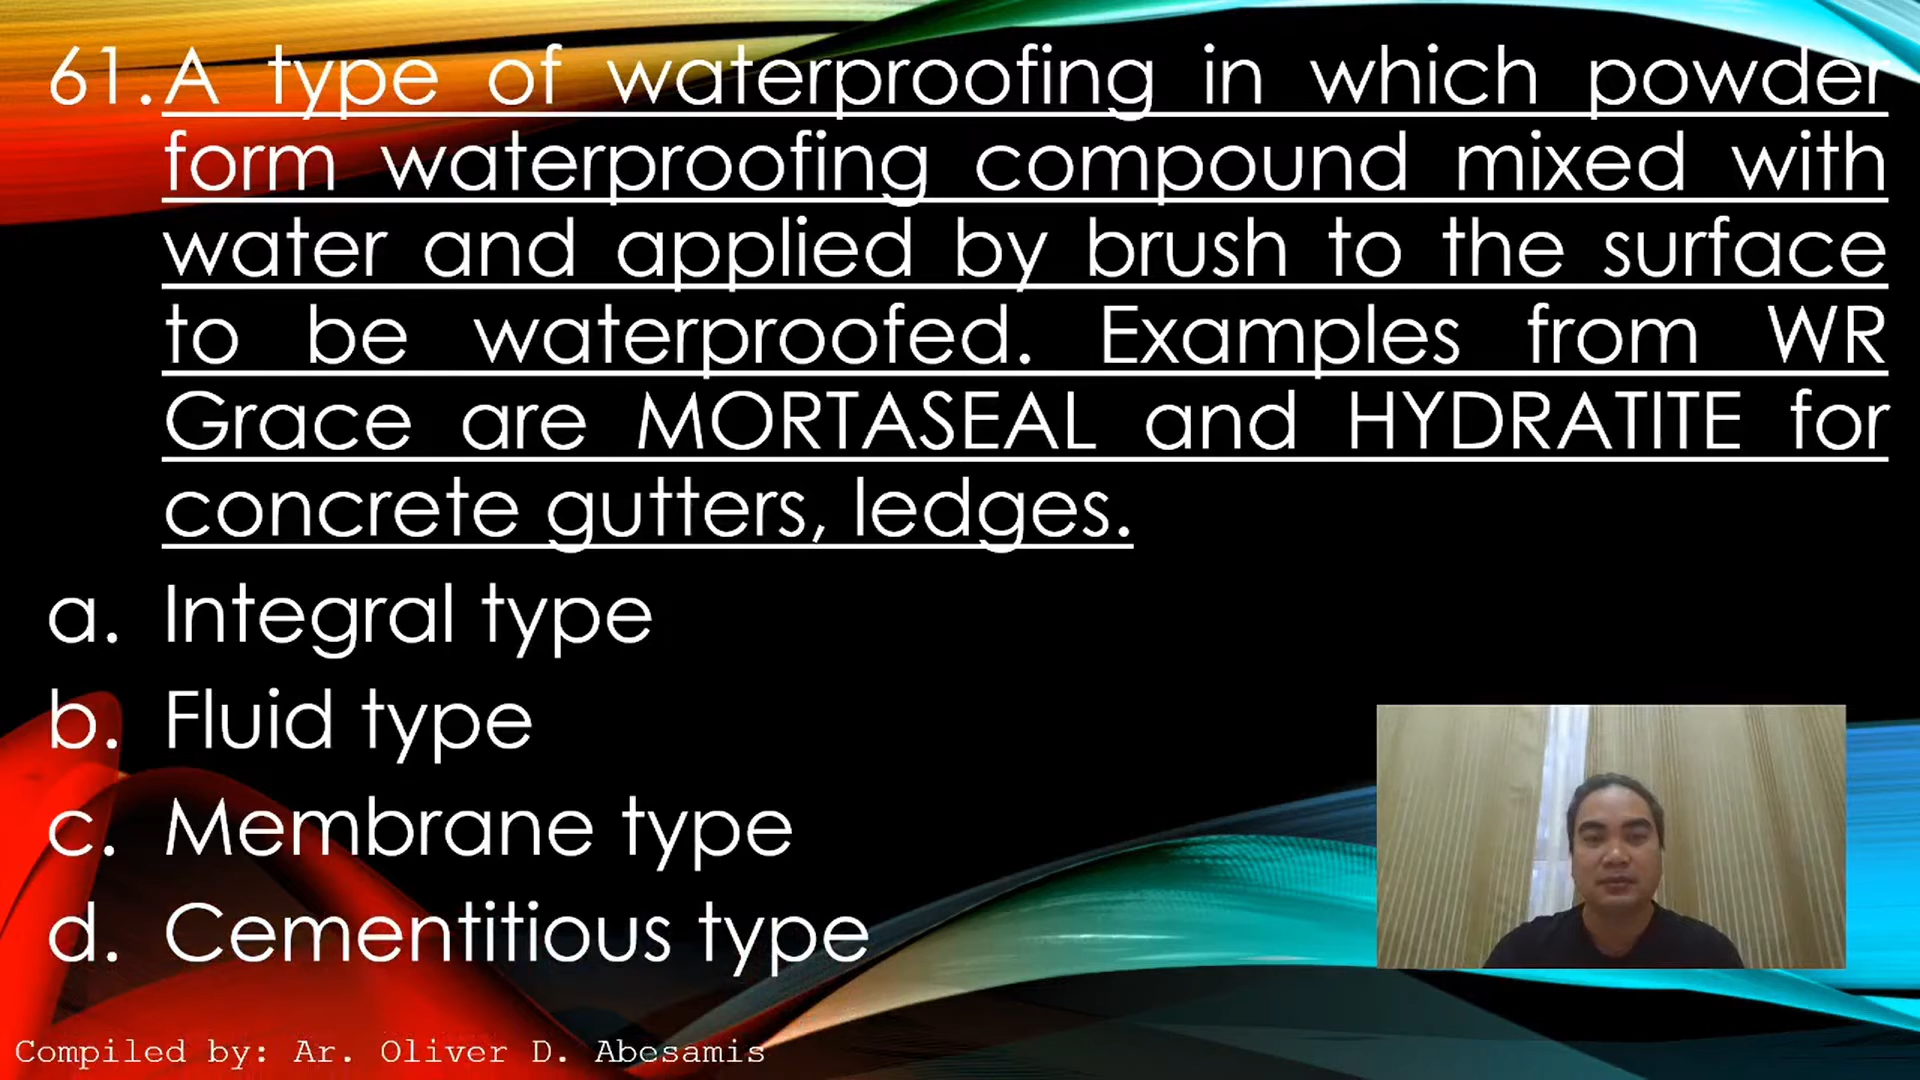 61. A type of waterproofing in which powder
form waterproofing compound mixed with
water and applied by brush to the surface
to be waterproofed. Examples from WR
Grace are MORTASEAL and HYDRATITE for
concrete gutters, ledges.
a. Integral type
b. Fluid type
c. Membrane type
d. Cementitious type
Compiled by: Ar. Oliver D. Abesamis